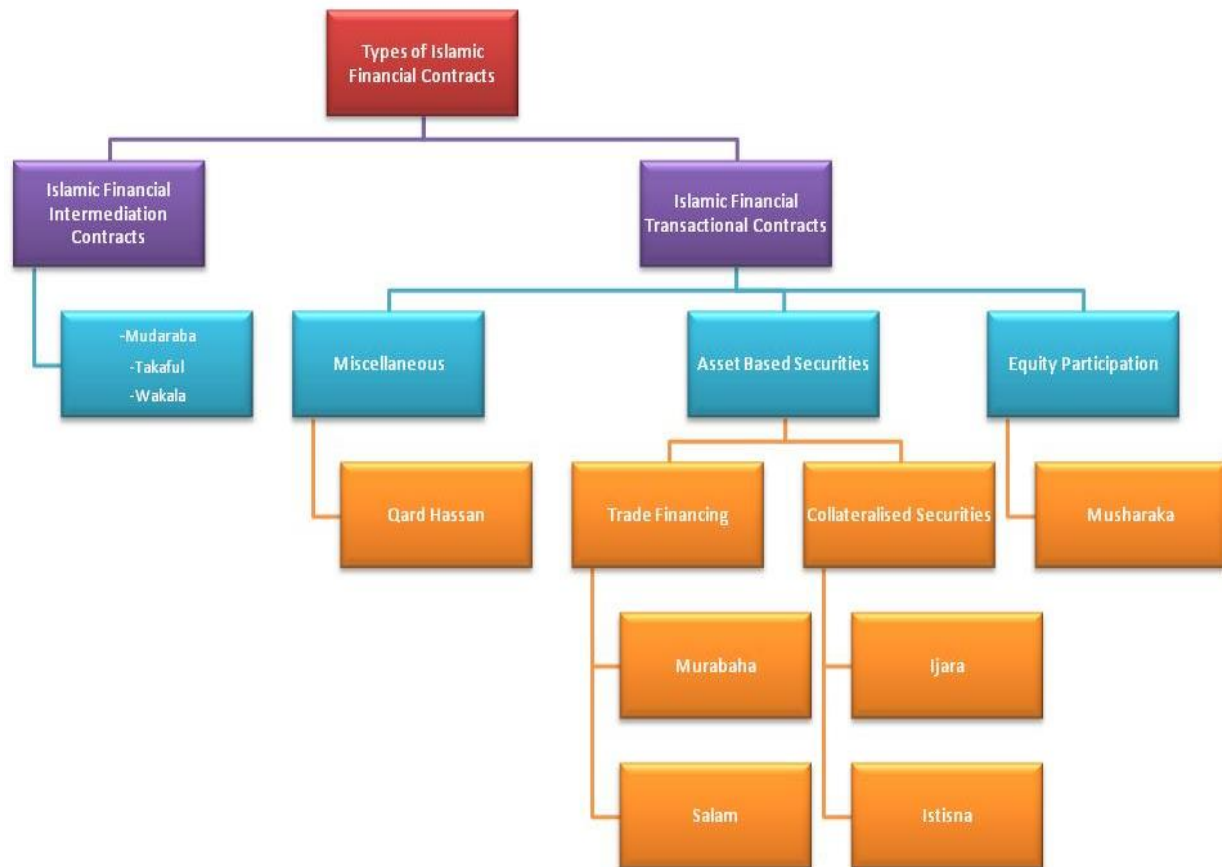 Types of Islamic
Financial Contracts
Islamic Financial
Intermediation
Contracts
Islamic Financial
Transactional Contracts
-Mudaraba
-Takaful
-Wakala
Miscellaneous
Asset Based Securities
Equity Participation
Qard Hassan
Trade Financing
Collateralised Securities
Musharaka
Murabaha
Ijara
Salam
Istisna